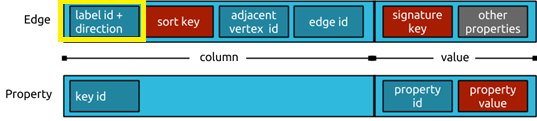 Edge
label id +
direction
sort key
adjacent
vertex id
edge id
signature
key
other
properties
column
value
Property
key id
property
id
property
value